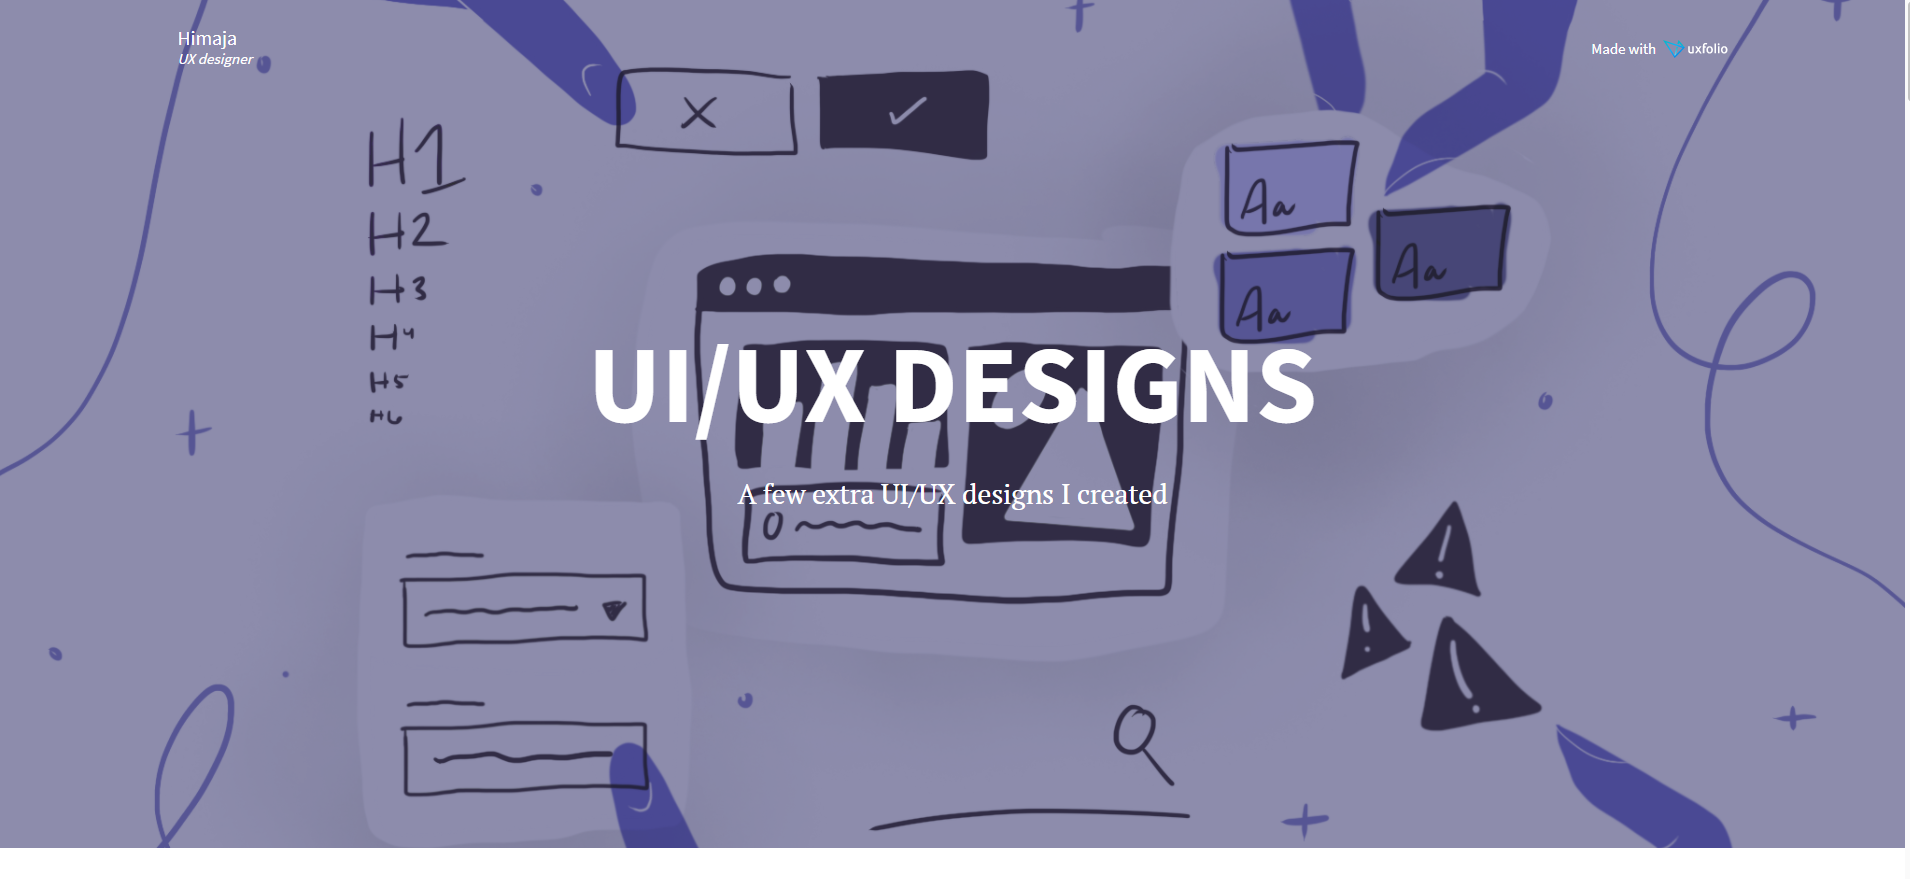 Himaja
UX designer
Made with uxfolio
H1
H2
H3
H4
H5
H6
Aa
Aa
Aa
UI/UX DESIGNS
A few extra UI/UX designs I created